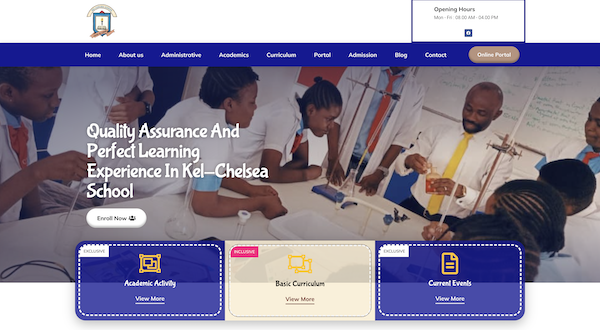 Opening Hours
Mon - Fri : 08.00 AM - 04.00 PM
Home About us Administrative Academics Curriculum Portal Admission Blog Contact Online Portal
Quality Assurance And
Perfect Learning
Experience In Kel-Chelsea
School
Enroll Now
EXCLUSIVE INCLUSIVE EXCLUSIVE
Academic Activity Basic Curriculum Current Events
View More View More View More